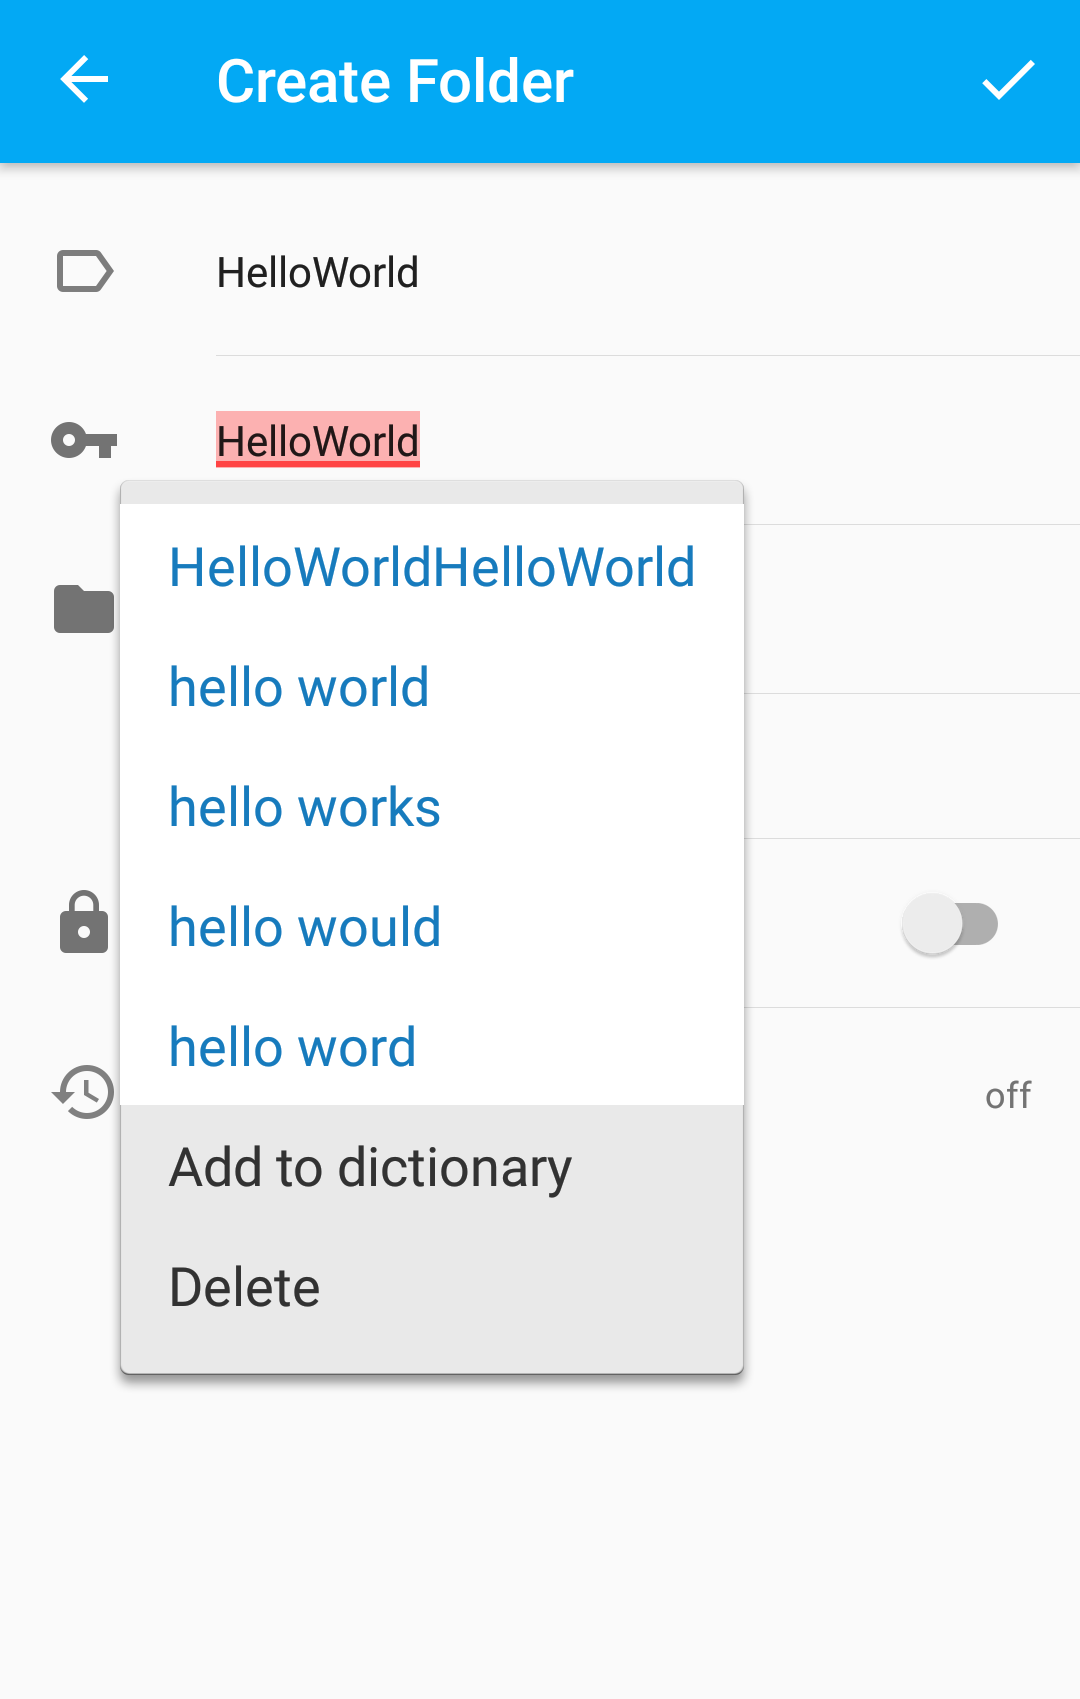 Create Folder
HelloWorld
HelloWorld
HelloWorldHelloWorld
hello world
hello works
hello would
hello word
off
Add to dictionary
Delete